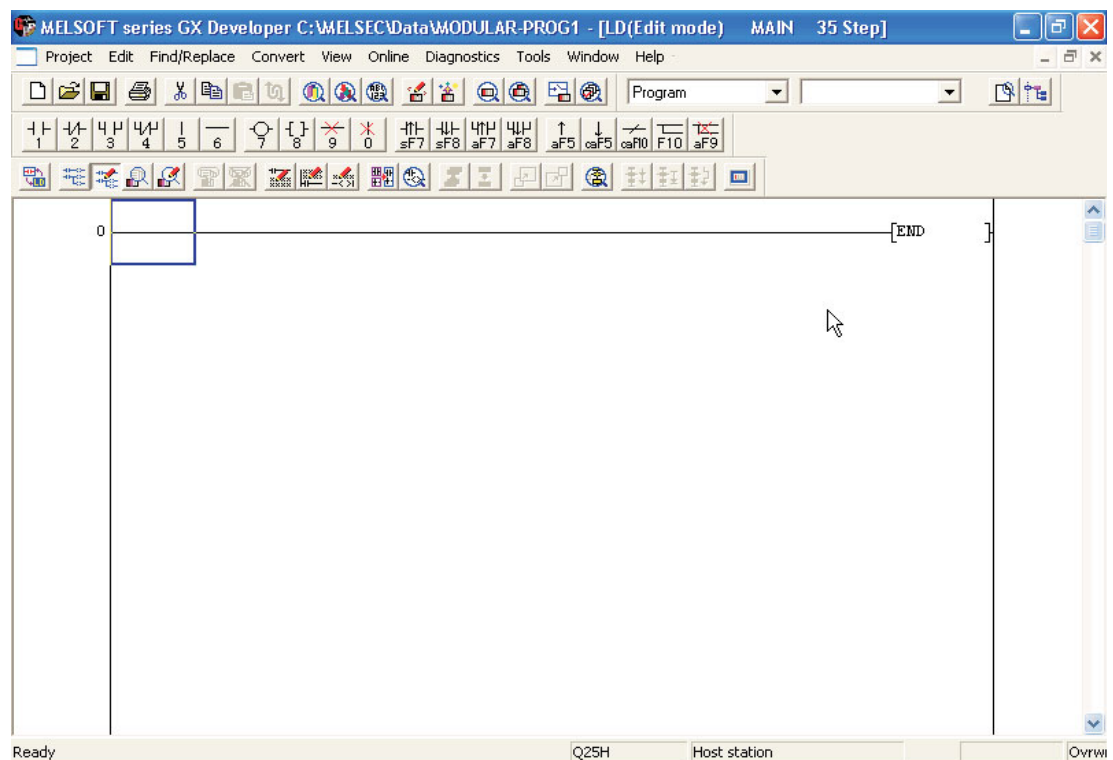 MELSOFT series GX Developer C:\MELSEC\Data\MODULAR-PROG1 - [LD(Edit mode) MAIN 35 Step]
Project Edit Find/Replace Convert View Online Diagnostics Tools Window Help
Program
1 2 3 4 5 6 7 8 9 0 sF7 sF8 aF7 aF8 aF5 caF5 caF10 F10 aF9
0 END
Ready Q25H Host station Ovrw